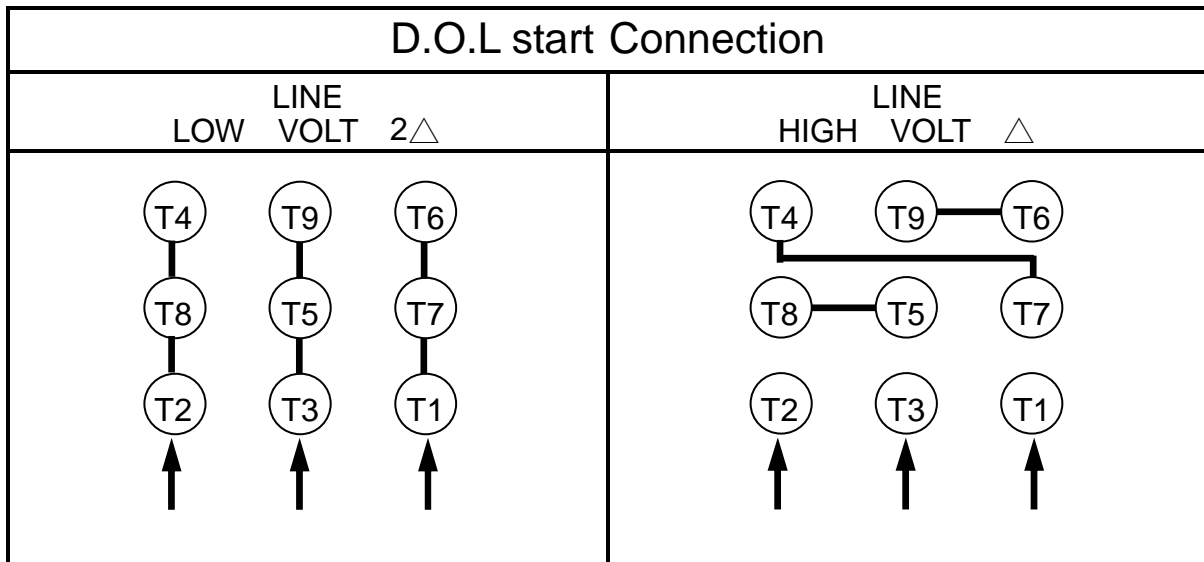 D.O.L start Connection
LINE
LOW VOLT 2△
LINE
HIGH VOLT △
T4 T9 T6
T8 T5 T7
T2 T3 T1
T4 T9 T6
T8 T5 T7
T2 T3 T1